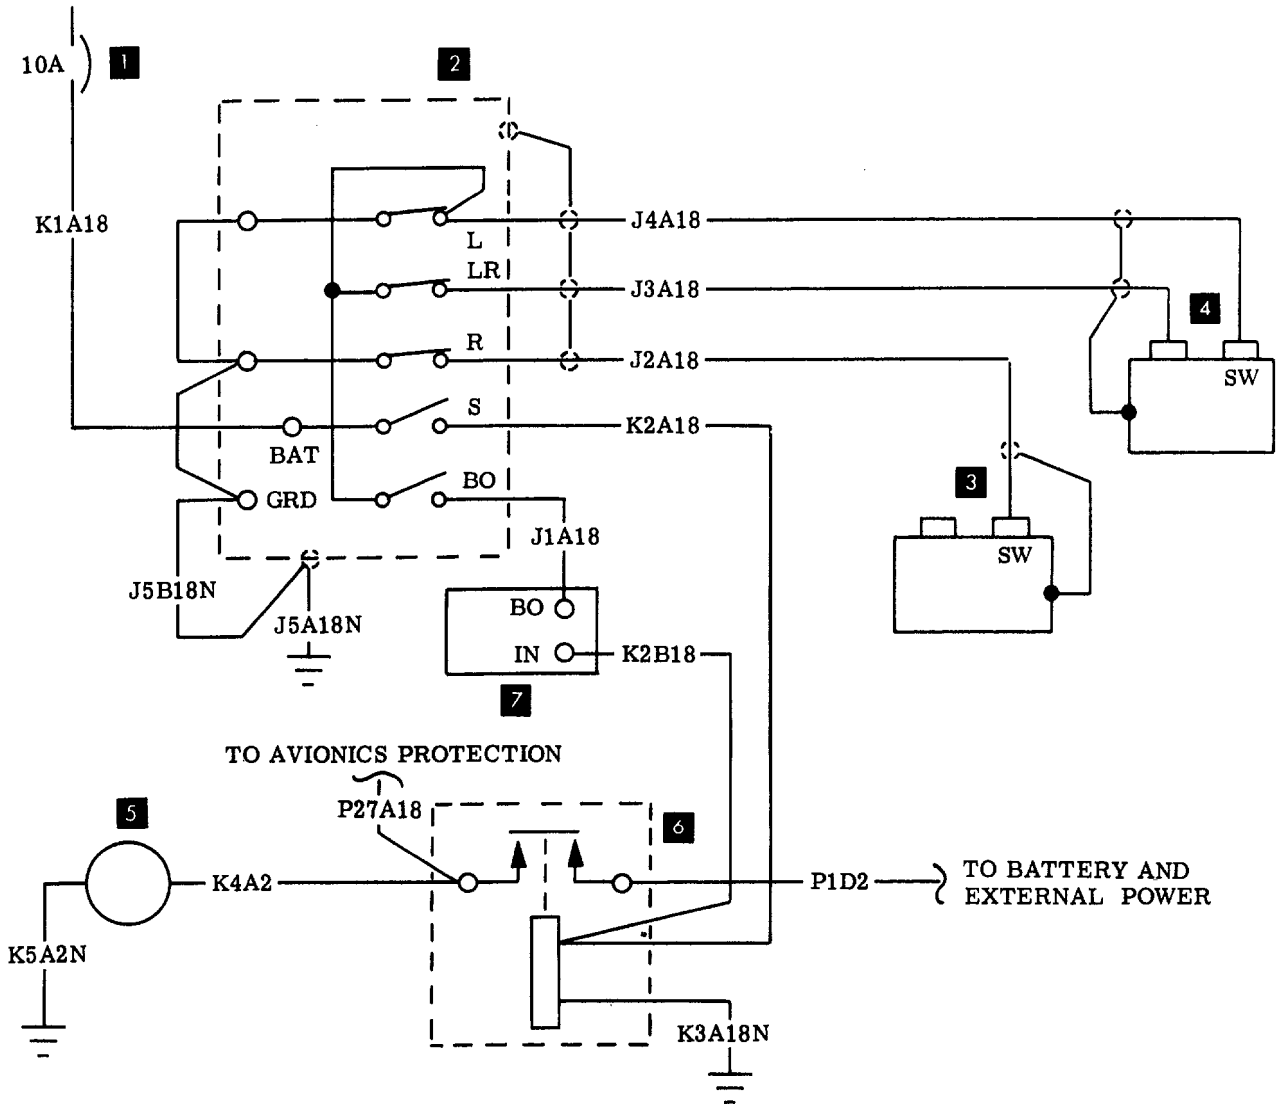 10A
1
2
K1A18
J4A18
L
LR
J3A18
4
R
J2A18
SW
S
K2A18
BAT
3
BO
GRD
J1A18
SW
J5B18N
BO
J5A18N
IN
K2B18
7
TO AVIONICS PROTECTION
5
P27A18
6
K4A2
P1D2
TO BATTERY AND
EXTERNAL POWER
K5A2N
K3A18N